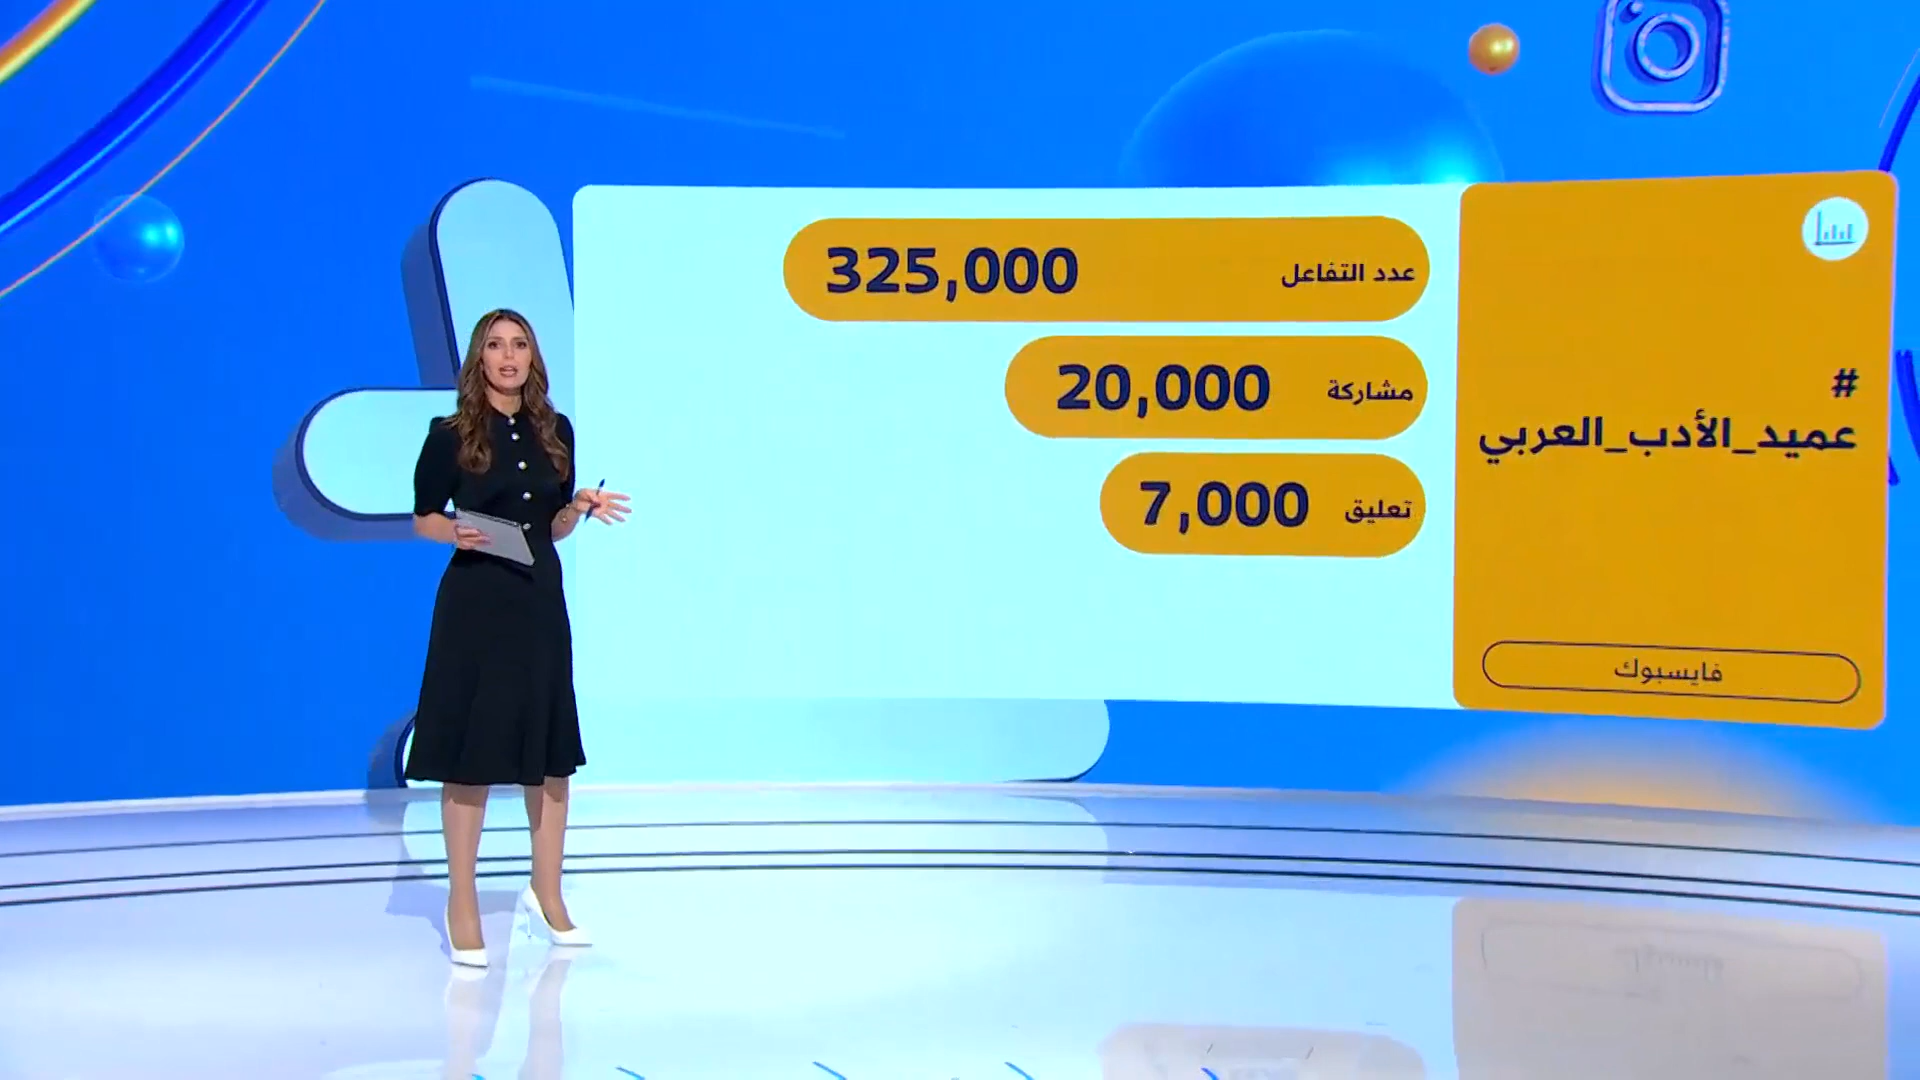 #
عميد_الأدب_العربي
فايسبوك
عدد التفاعل 325,000
مشاركة 20,000
تعليق 7,000